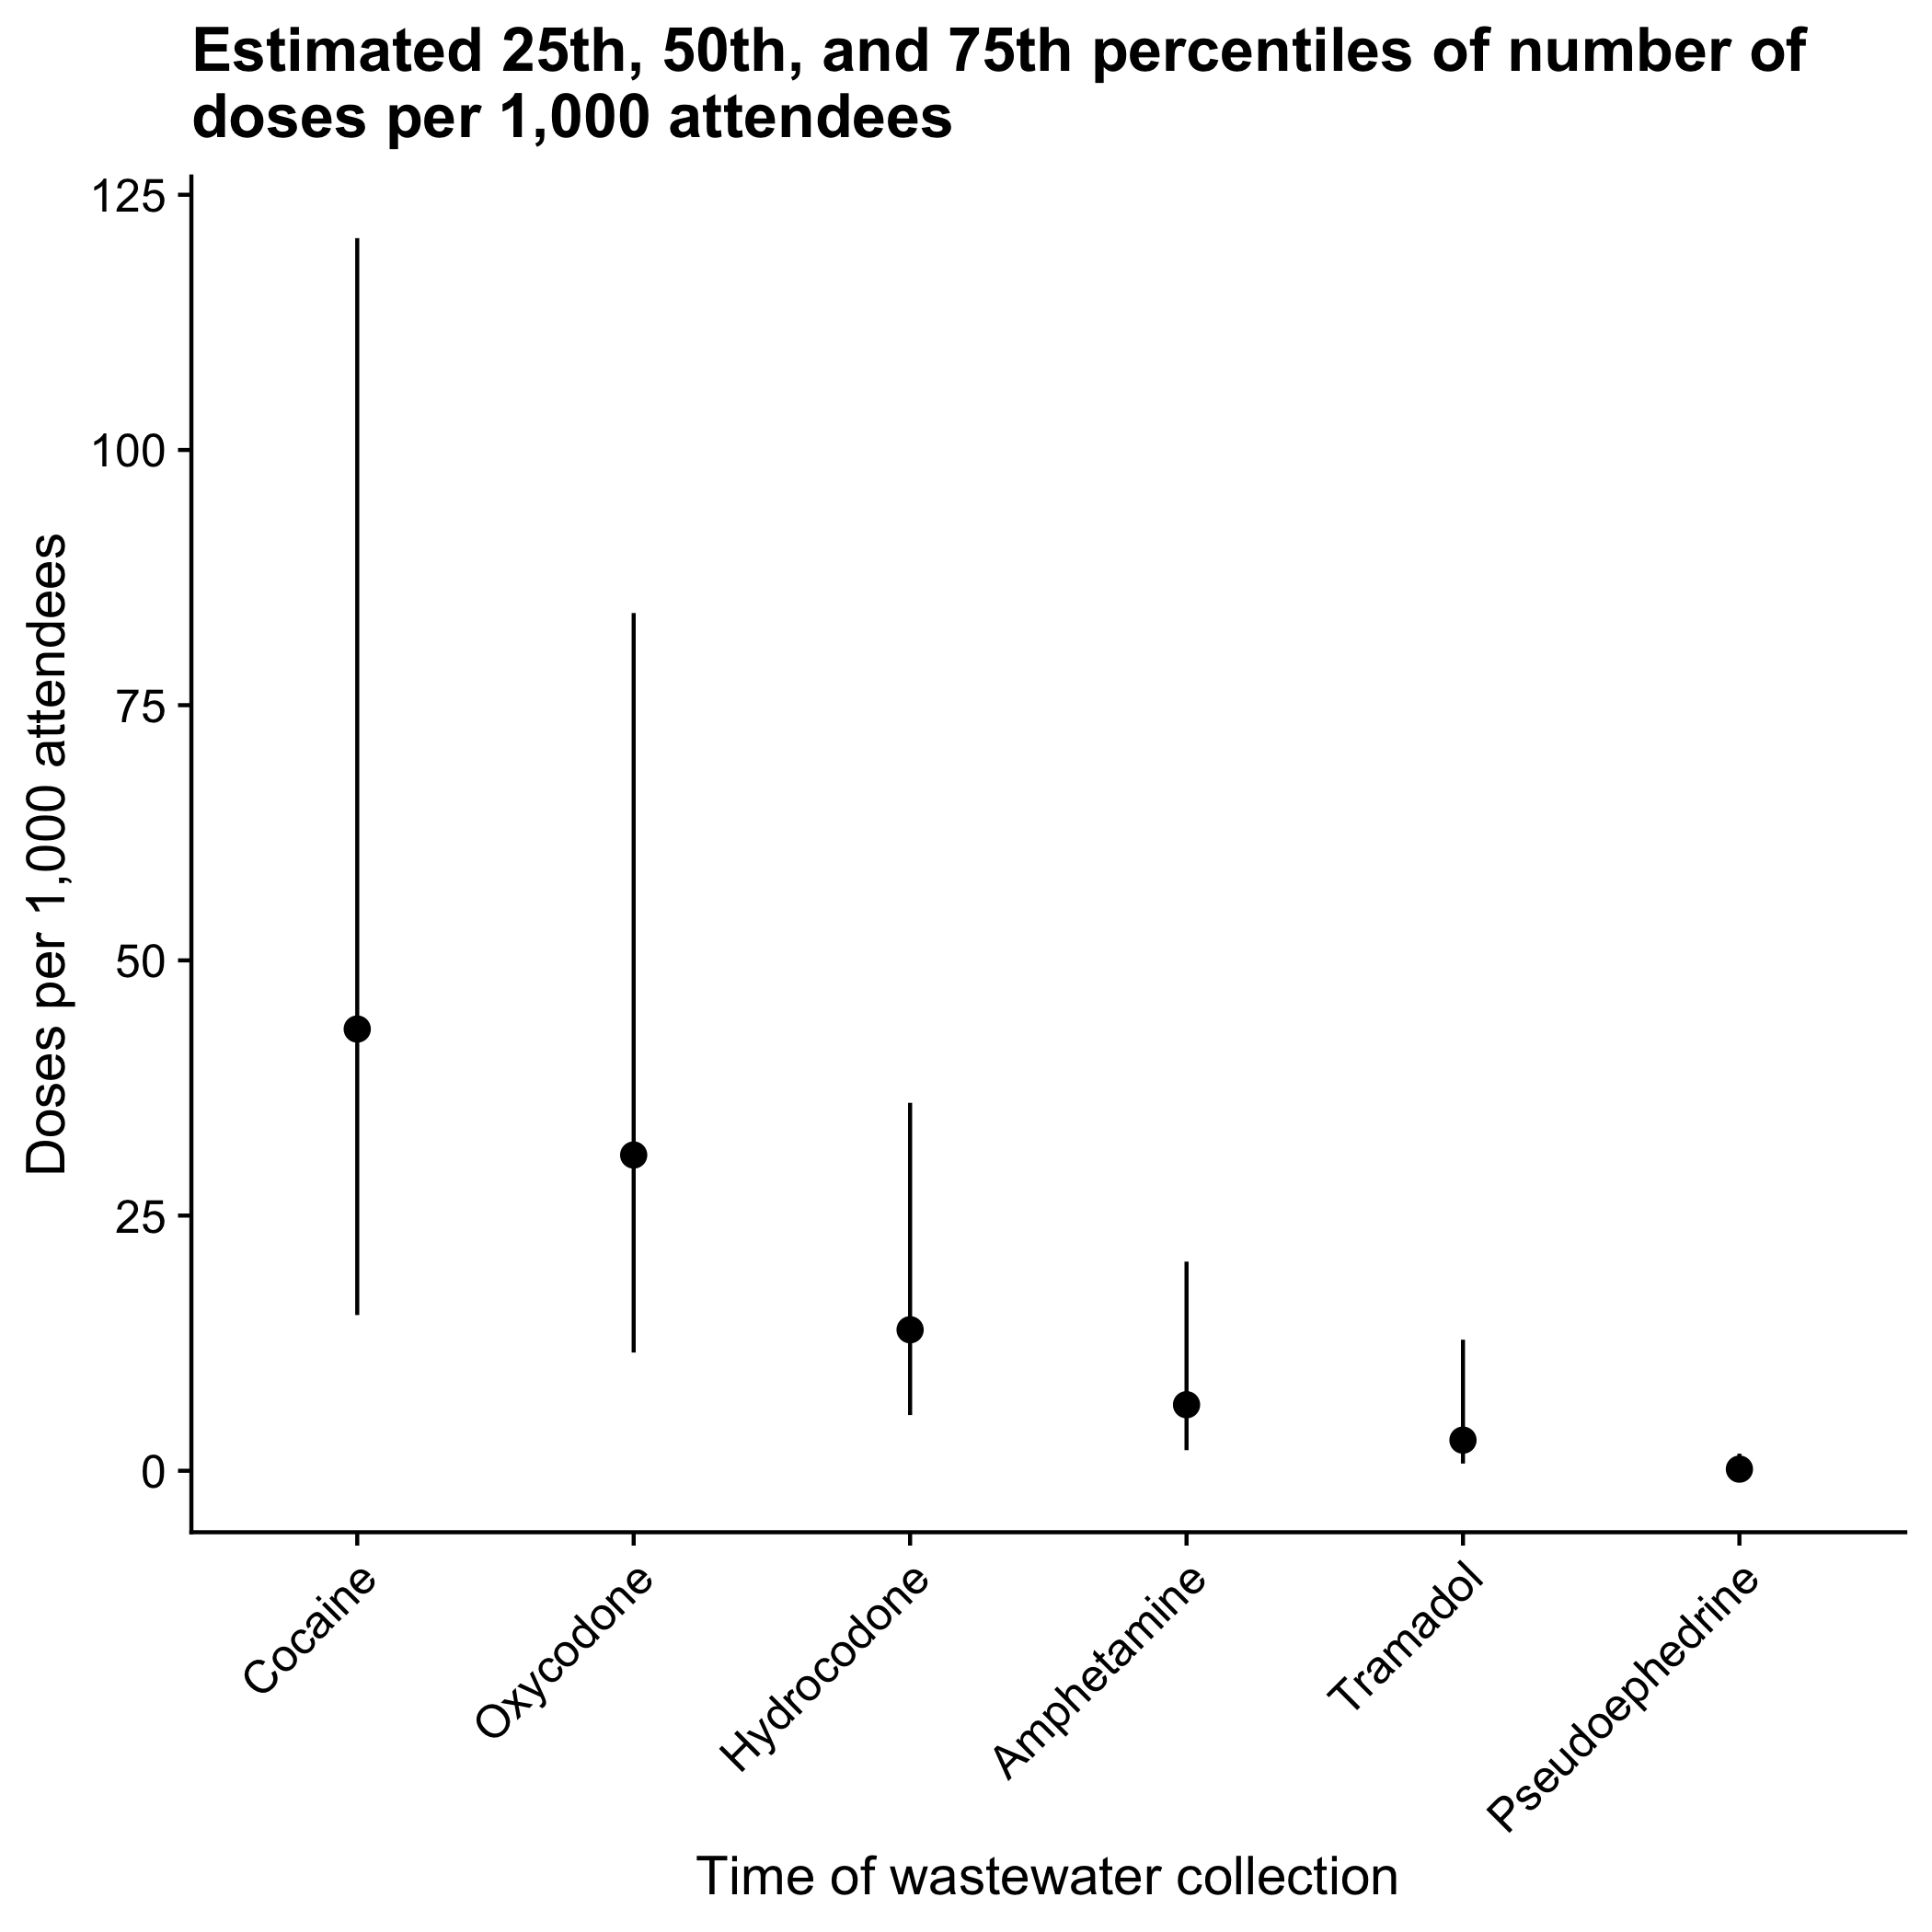 Estimated 25th, 50th, and 75th percentiles of number of
doses per 1,000 attendees
Doses per 1,000 attendees
125
100
75
50
25
0
Cocaine
Oxycodone
Hydrocodone
Amphetamine
Tramadol
Pseudoephedrine
Time of wastewater collection